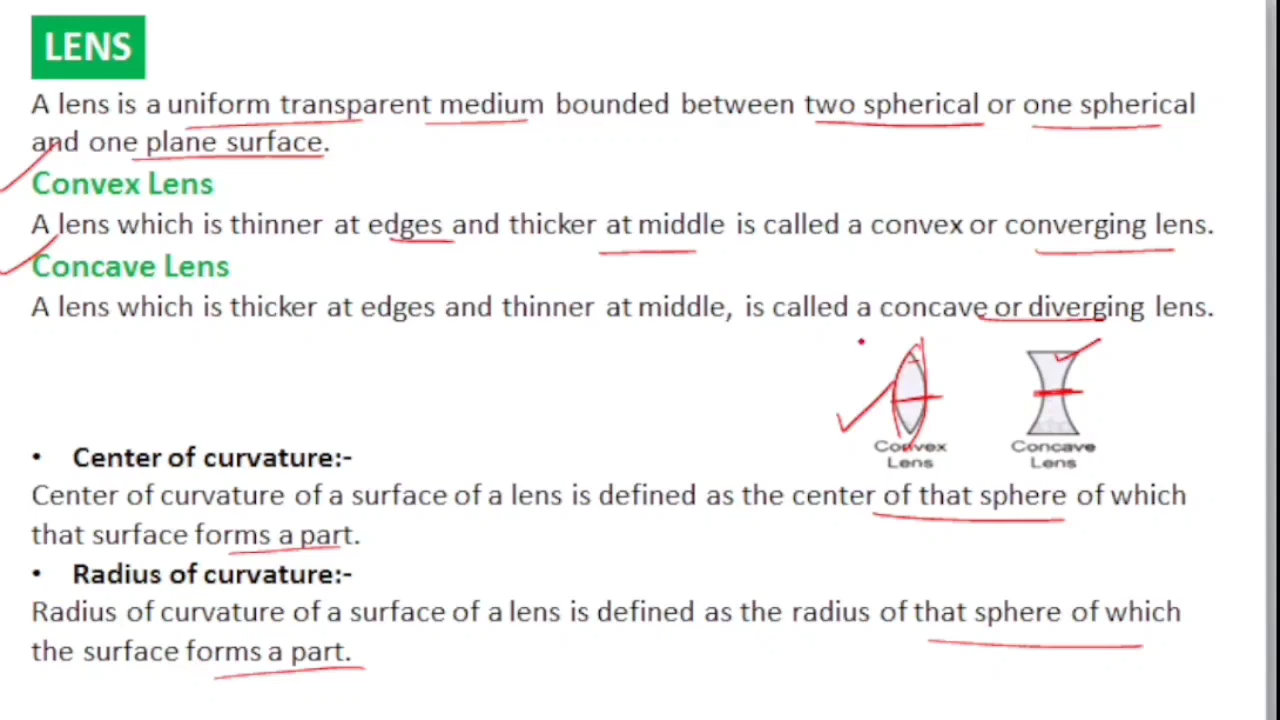 LENS
A lens is a uniform transparent medium bounded between two spherical or one spherical
and one plane surface.
Convex Lens
A lens which is thinner at edges and thicker at middle is called a convex or converging lens.
Concave Lens
A lens which is thicker at edges and thinner at middle, is called a concave or diverging lens.
Convex Lens
Concave Lens
• Center of curvature:-
Center of curvature of a surface of a lens is defined as the center of that sphere of which
that surface forms a part.
• Radius of curvature:-
Radius of curvature of a surface of a lens is defined as the radius of that sphere of which
the surface forms a part.